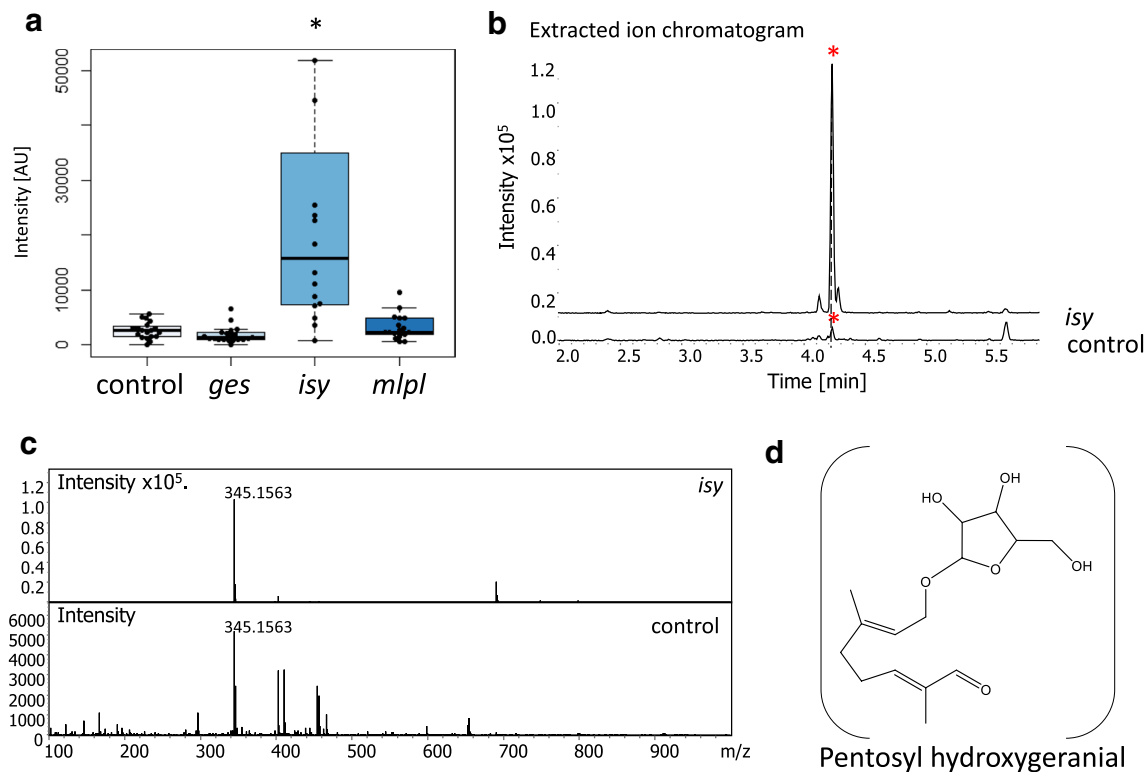 a
*
Intensity [AU]
50000
30000
10000
0
control ges isy mlpl
b
Extracted ion chromatogram
*
Intensity x10⁵
1.2
1.0
0.8
0.6
0.4
0.2
0.0
*
isy
control
2.0 2.5 3.0 3.5 4.0 4.5 5.0 5.5
Time [min]
c
Intensity x10⁵.
345.1563
isy
1.2
1.0
0.8
0.6
0.4
0.2
Intensity
345.1563
control
6000
5000
4000
3000
2000
1000
0
100 200 300 400 500 600 700 800 900 m/z
d
OH
HO
O
OH
O
O
Pentosyl hydroxygeranial